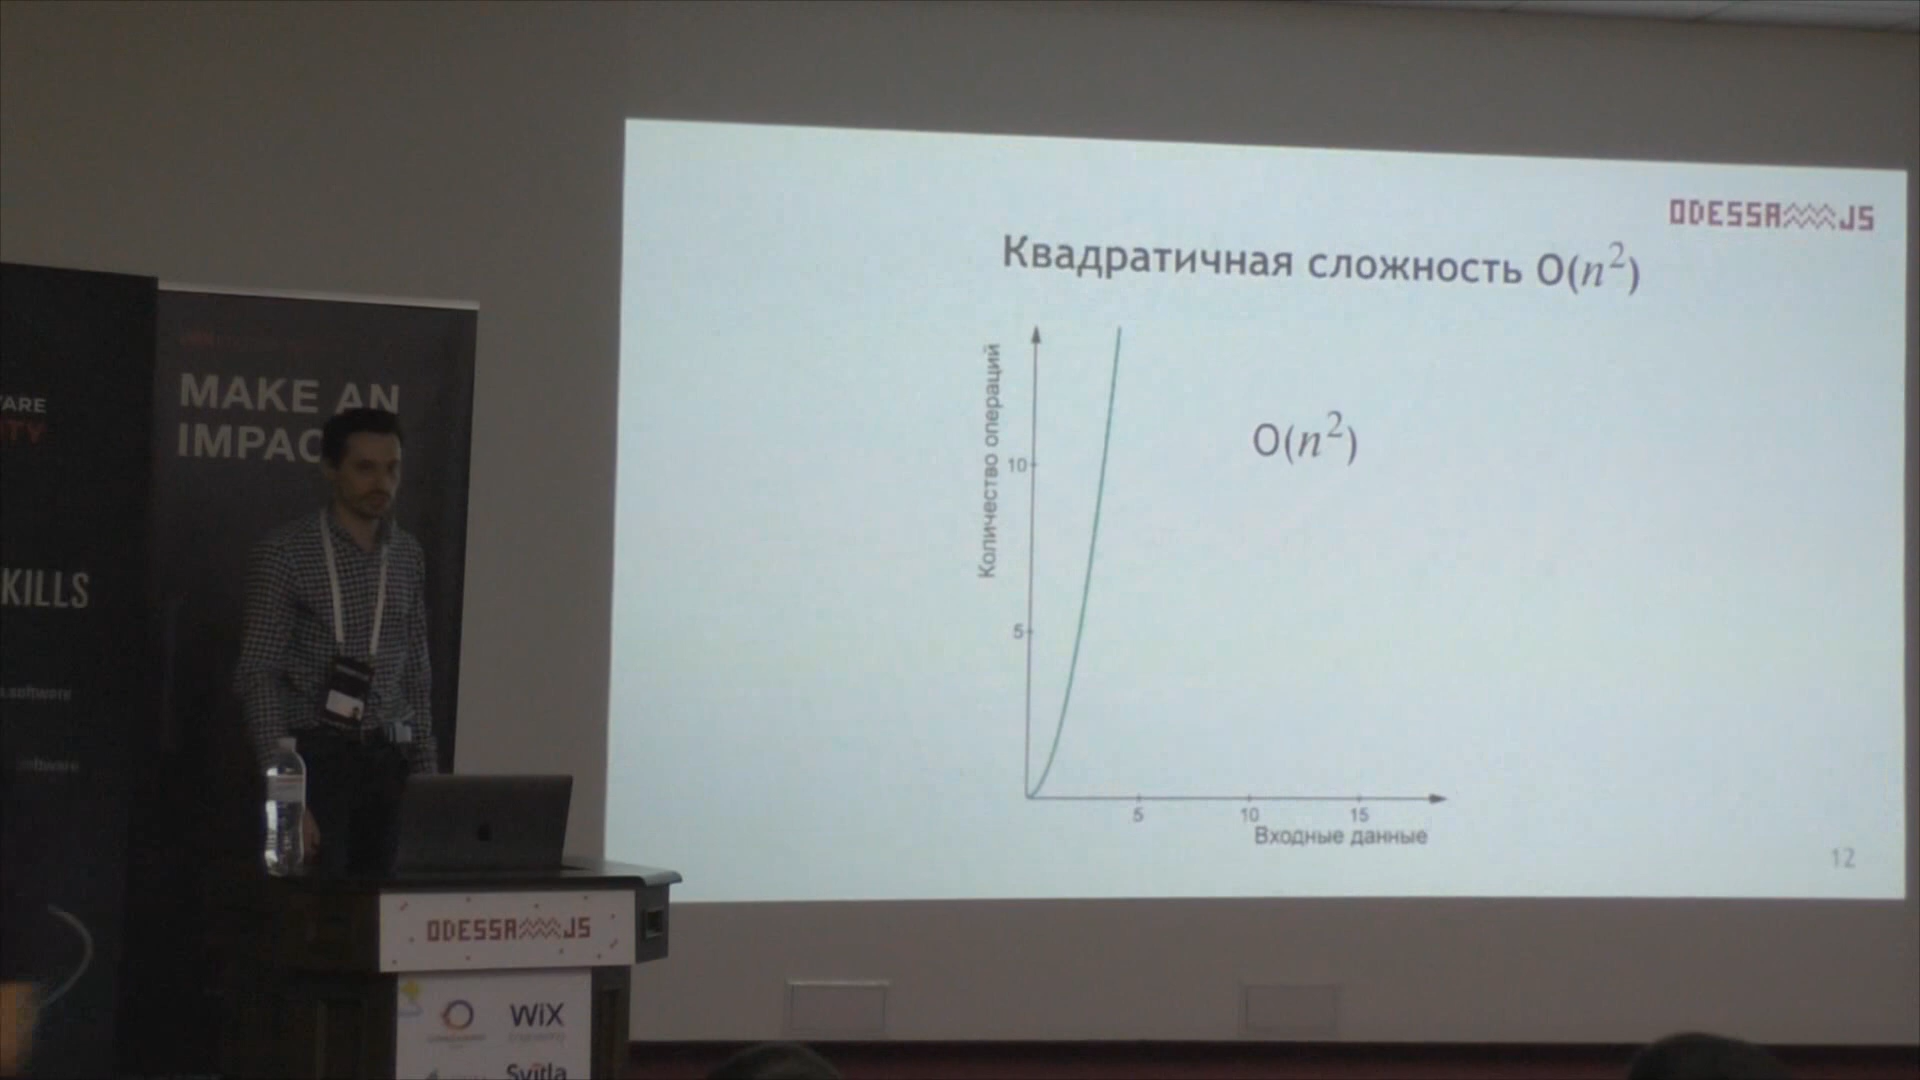 ODESSA JS
Квадратичная сложность O(n²)
Количество операций
10
5
O(n²)
5 10 15
Входные данные
12
MAKE AN
IMPAC
KILLS
ODESSA JS
WiX
Engineering
Svitla